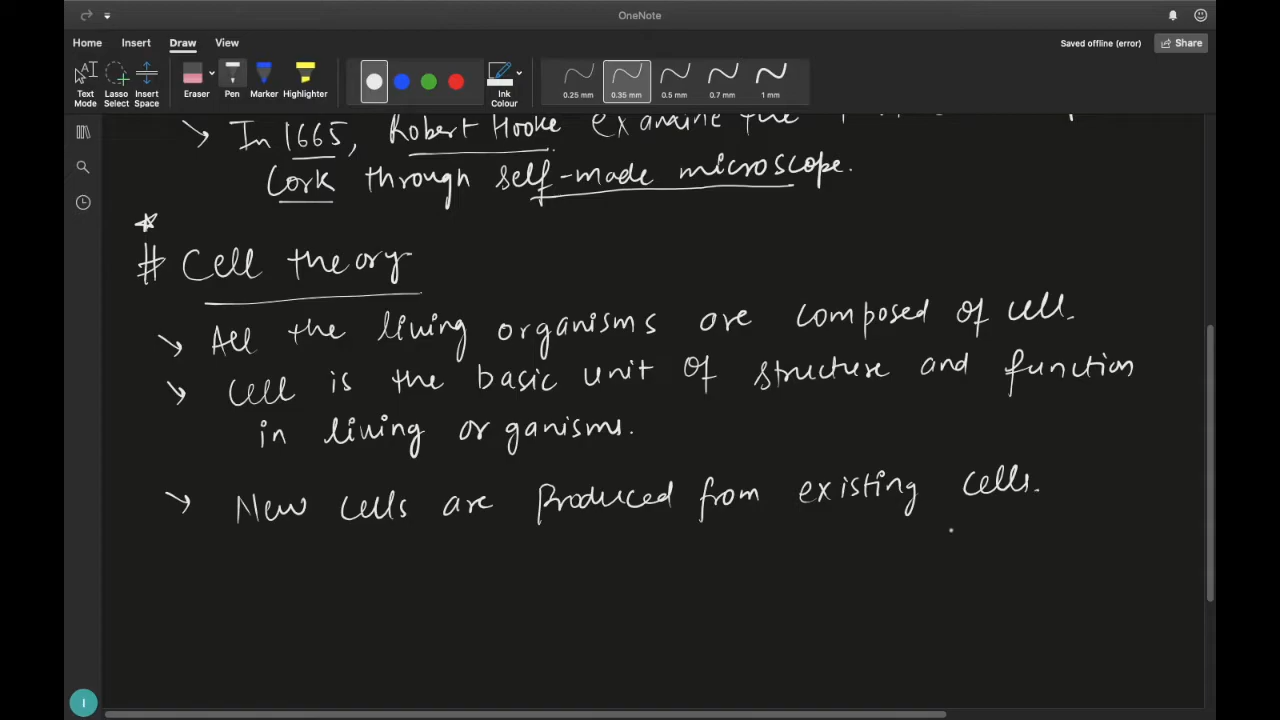 OneNote
Home Insert Draw View
Saved offline (error) Share
Text Mode Lasso Select Insert Space Eraser Pen Marker Highlighter Ink Colour 0.25 mm 0.35 mm 0.5 mm 0.7 mm 1 mm
↘ In 1665, Robert Hooke examine the
Cork through self-made microscope.
# Cell theory
↘ All the living organisms are composed of cell.
↘ Cell is the basic unit of structure and function
in living organisms.
↘ New cells are produced from existing cells.
I